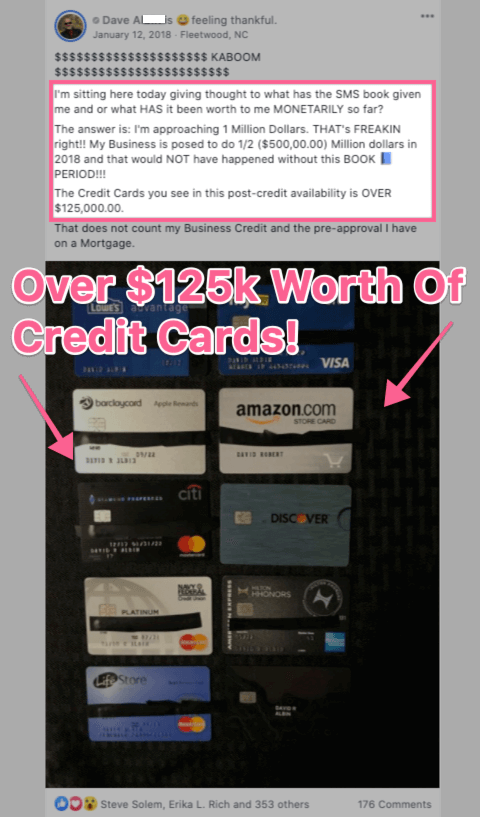 Dave A is 😄 feeling thankful.
January 12, 2018 · Fleetwood, NC
$$$$$$$$$$$$$$$$$$$$$ KABOOM
$$$$$$$$$$$$$$$$$$$$$$$$
I'm sitting here today giving thought to what has the SMS book given
me and or what HAS it been worth to me MONETARILY so far?
The answer is: I'm approaching 1 Million Dollars. THAT's FREAKIN
right!! My Business is posed to do 1/2 ($500,00.00) Million dollars in
2018 and that would NOT have happened without this BOOK 📘
PERIOD!!!
The Credit Cards you see in this post-credit availability is OVER
$125,000.00.
That does not count my Business Credit and the pre-approval I have
on a Mortgage.
Over $125k Worth Of
Credit Cards!
LOWE'S advantage
VISA
barclaycard Apple Rewards
amazon.com
STORE CARD
DAVID ROBERT
DIAMOND PREFERRED citi
mastercard
DISCOVER
NAVY FEDERAL
Credit Union
PLATINUM
MasterCard
HILTON
HHONORS
AMERICAN EXPRESS
Store
MasterCard
DAVID R
ALBIN
Steve Solem, Erika L. Rich and 353 others
176 Comments